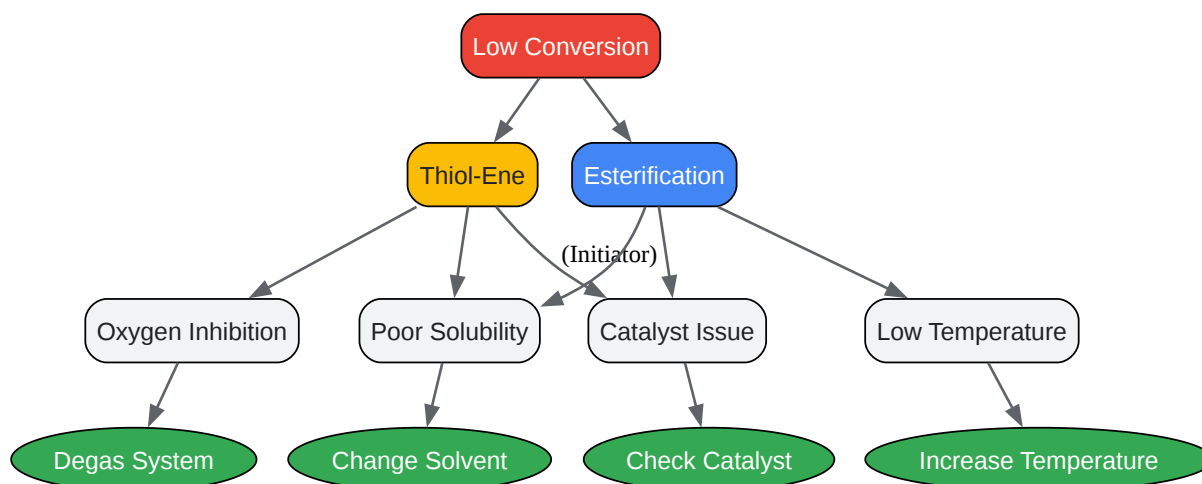 Low Conversion
Thiol-Ene
Esterification
(Initiator)
Oxygen Inhibition
Poor Solubility
Catalyst Issue
Low Temperature
Degas System
Change Solvent
Check Catalyst
Increase Temperature